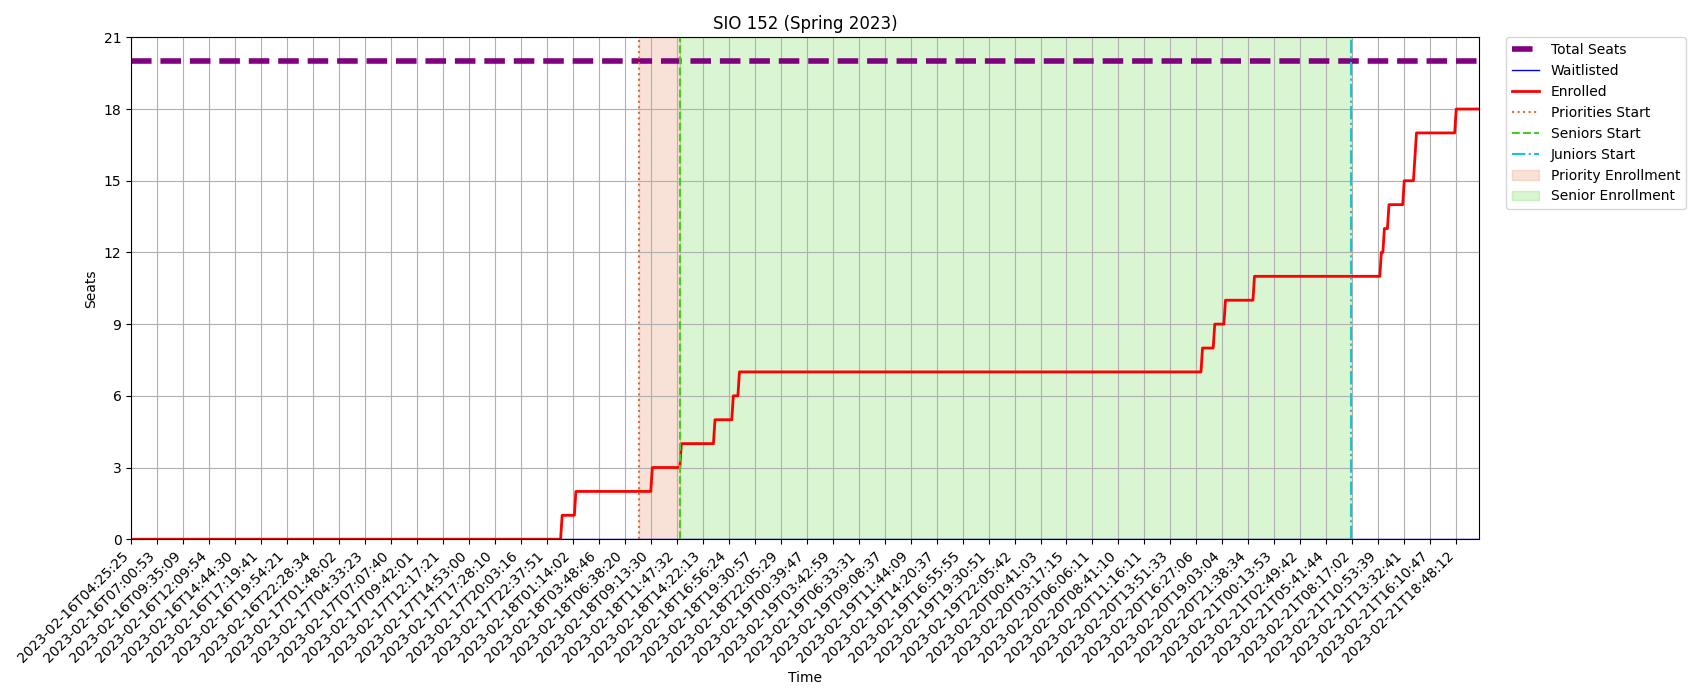 SIO 152 (Spring 2023)
21
18
15
12
9
6
3
0
Seats
2023-02-16T04:25:25
2023-02-16T07:00:53
2023-02-16T09:35:09
2023-02-16T12:09:54
2023-02-16T14:44:30
2023-02-16T17:19:41
2023-02-16T19:54:21
2023-02-16T22:28:34
2023-02-17T01:48:02
2023-02-17T04:33:23
2023-02-17T07:07:40
2023-02-17T09:42:01
2023-02-17T12:17:21
2023-02-17T14:53:00
2023-02-17T17:28:10
2023-02-17T20:03:16
2023-02-17T22:37:51
2023-02-18T01:14:02
2023-02-18T03:48:46
2023-02-18T06:38:20
2023-02-18T09:13:30
2023-02-18T11:47:32
2023-02-18T14:22:13
2023-02-18T16:56:24
2023-02-18T19:30:57
2023-02-18T22:05:29
2023-02-19T00:39:47
2023-02-19T03:42:59
2023-02-19T06:33:31
2023-02-19T09:08:37
2023-02-19T11:44:09
2023-02-19T14:20:37
2023-02-19T16:55:55
2023-02-19T19:30:51
2023-02-19T22:05:42
2023-02-20T00:41:03
2023-02-20T03:17:15
2023-02-20T06:06:11
2023-02-20T08:41:10
2023-02-20T11:16:11
2023-02-20T13:51:33
2023-02-20T16:27:06
2023-02-20T19:03:04
2023-02-20T21:38:34
2023-02-21T00:13:53
2023-02-21T02:49:42
2023-02-21T05:41:44
2023-02-21T08:17:02
2023-02-21T10:53:39
2023-02-21T13:32:41
2023-02-21T16:10:47
2023-02-21T18:48:12
Time
Total Seats
Waitlisted
Enrolled
Priorities Start
Seniors Start
Juniors Start
Priority Enrollment
Senior Enrollment